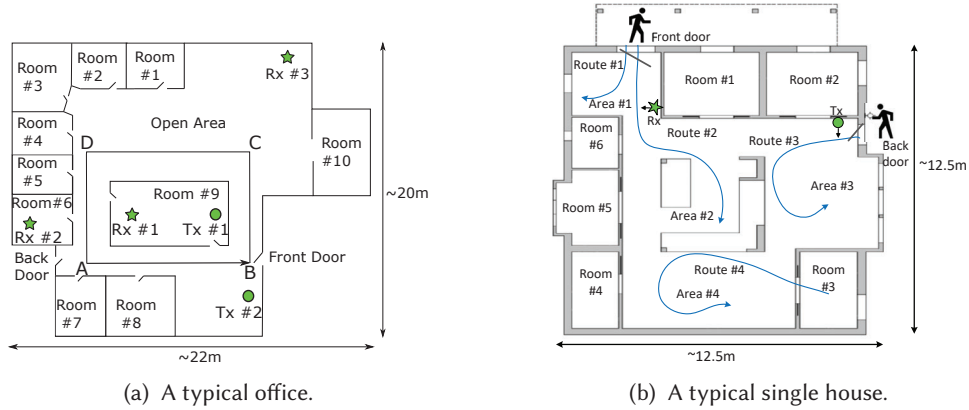 Room
#3
Room
#2
Room
#1
Rx #3
Room
#4
Open Area
D
C
Room
#10
Room
#5
Room #9
Room#6
Rx #1
Tx #1
Rx #2
Back
Door
A
B
Front Door
Room
#7
Room
#8
Tx #2
~20m
~22m
(a) A typical office.
Front door
Route #1
Room #1
Room #2
Area #1
Rx
Tx
Route #2
Route #3
Back
door
Room
#6
~12.5m
Area #3
Room #5
Area #2
Room
#4
Route #4
Area #4
Room
#3
~12.5m
(b) A typical single house.